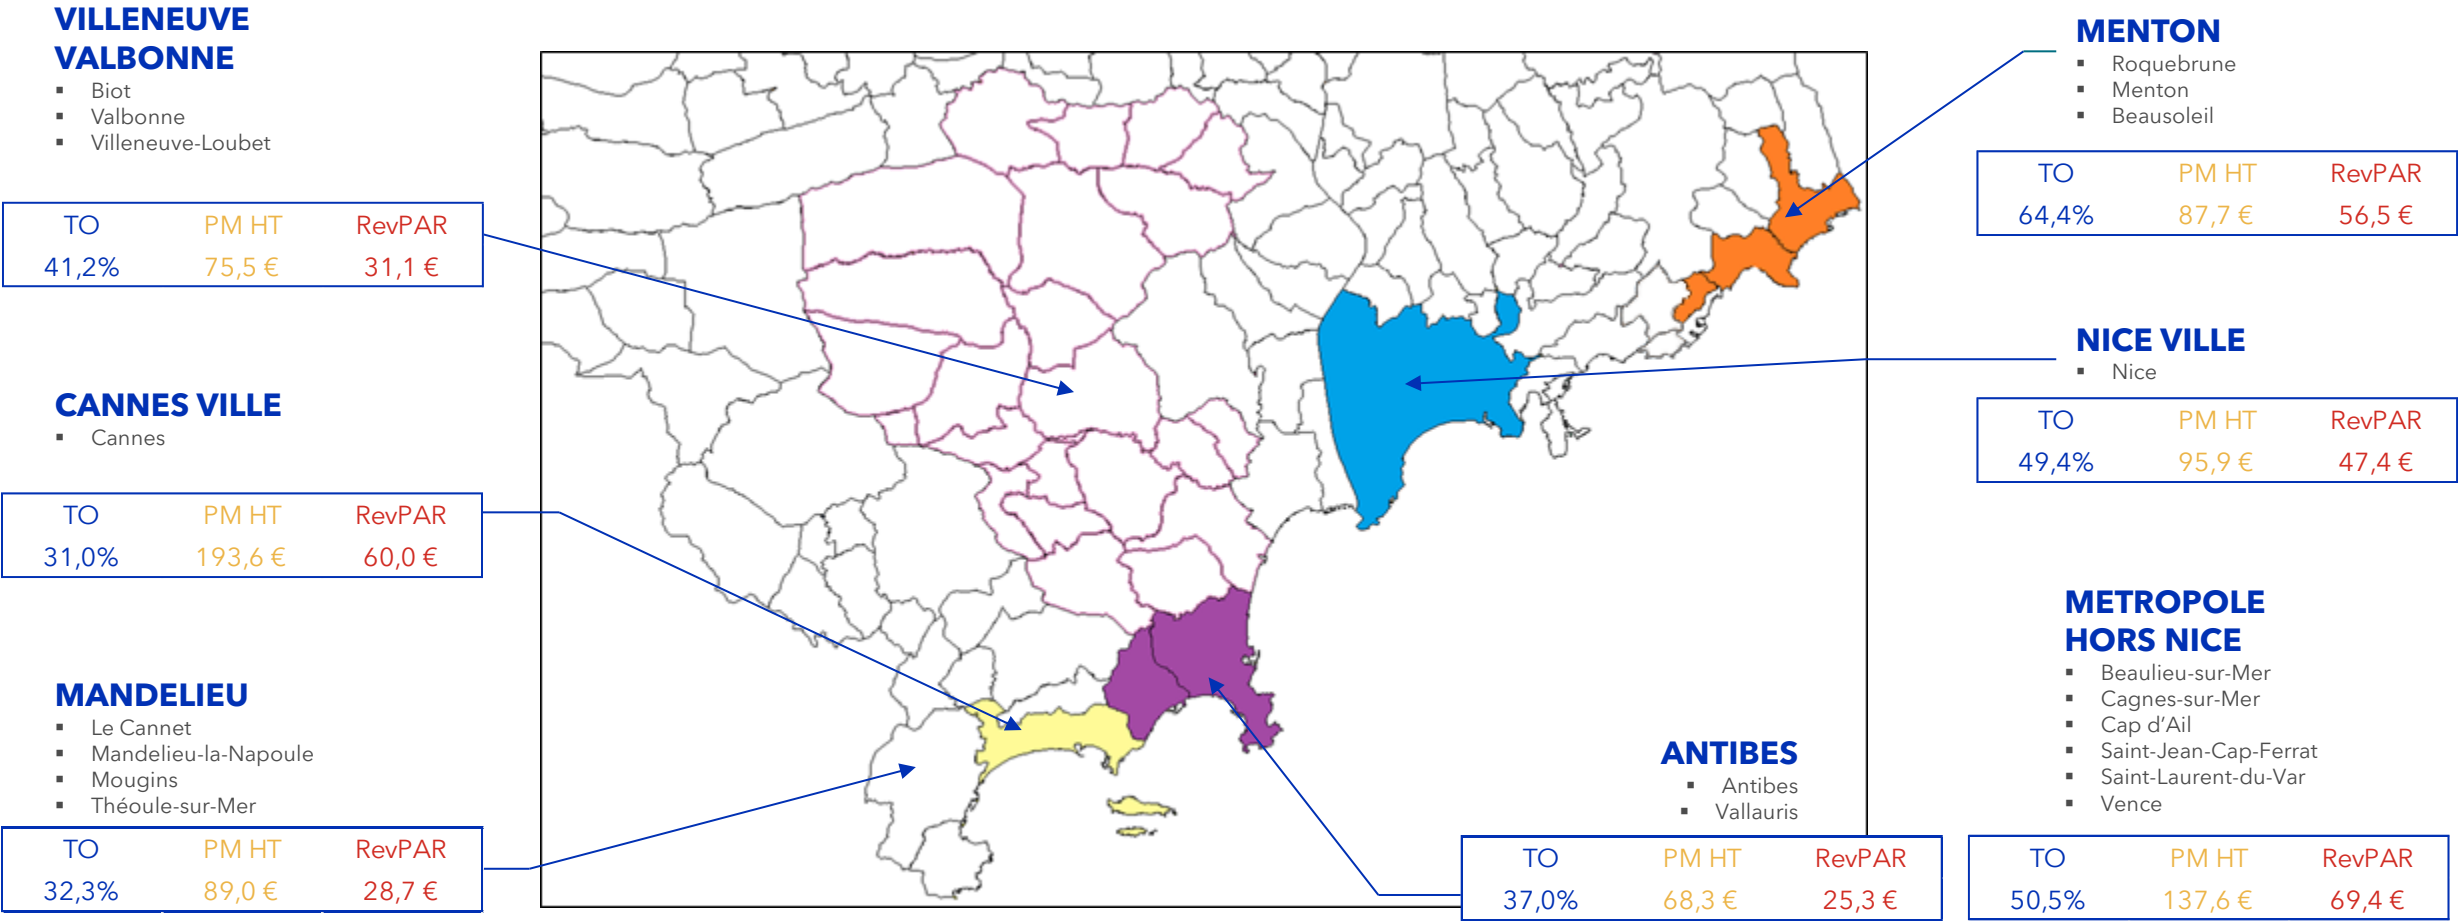 VILLENEUVE
VALBONNE
▪ Biot
▪ Valbonne
▪ Villeneuve-Loubet
TO PM HT RevPAR
41,2% 75,5 € 31,1 €
CANNES VILLE
▪ Cannes
TO PM HT RevPAR
31,0% 193,6 € 60,0 €
MANDELIEU
▪ Le Cannet
▪ Mandelieu-la-Napoule
▪ Mougins
▪ Théoule-sur-Mer
TO PM HT RevPAR
32,3% 89,0 € 28,7 €
MENTON
▪ Roquebrune
▪ Menton
▪ Beausoleil
TO PM HT RevPAR
64,4% 87,7 € 56,5 €
NICE VILLE
▪ Nice
TO PM HT RevPAR
49,4% 95,9 € 47,4 €
ANTIBES
▪ Antibes
▪ Vallauris
TO PM HT RevPAR
37,0% 68,3 € 25,3 €
METROPOLE
HORS NICE
▪ Beaulieu-sur-Mer
▪ Cagnes-sur-Mer
▪ Cap d’Ail
▪ Saint-Jean-Cap-Ferrat
▪ Saint-Laurent-du-Var
▪ Vence
TO PM HT RevPAR
50,5% 137,6 € 69,4 €